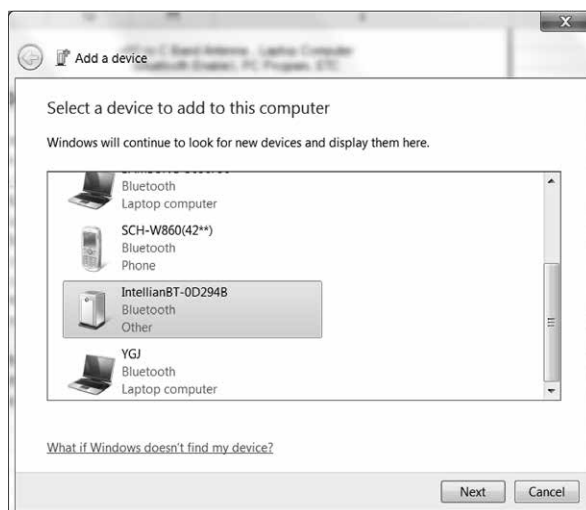 Add a device
Select a device to add to this computer
Windows will continue to look for new devices and display them here.
Bluetooth
Laptop computer
SCH-W860(42**)
Bluetooth
Phone
IntellianBT-0D294B
Bluetooth
Other
YGJ
Bluetooth
Laptop computer
What if Windows doesn't find my device?
Next
Cancel